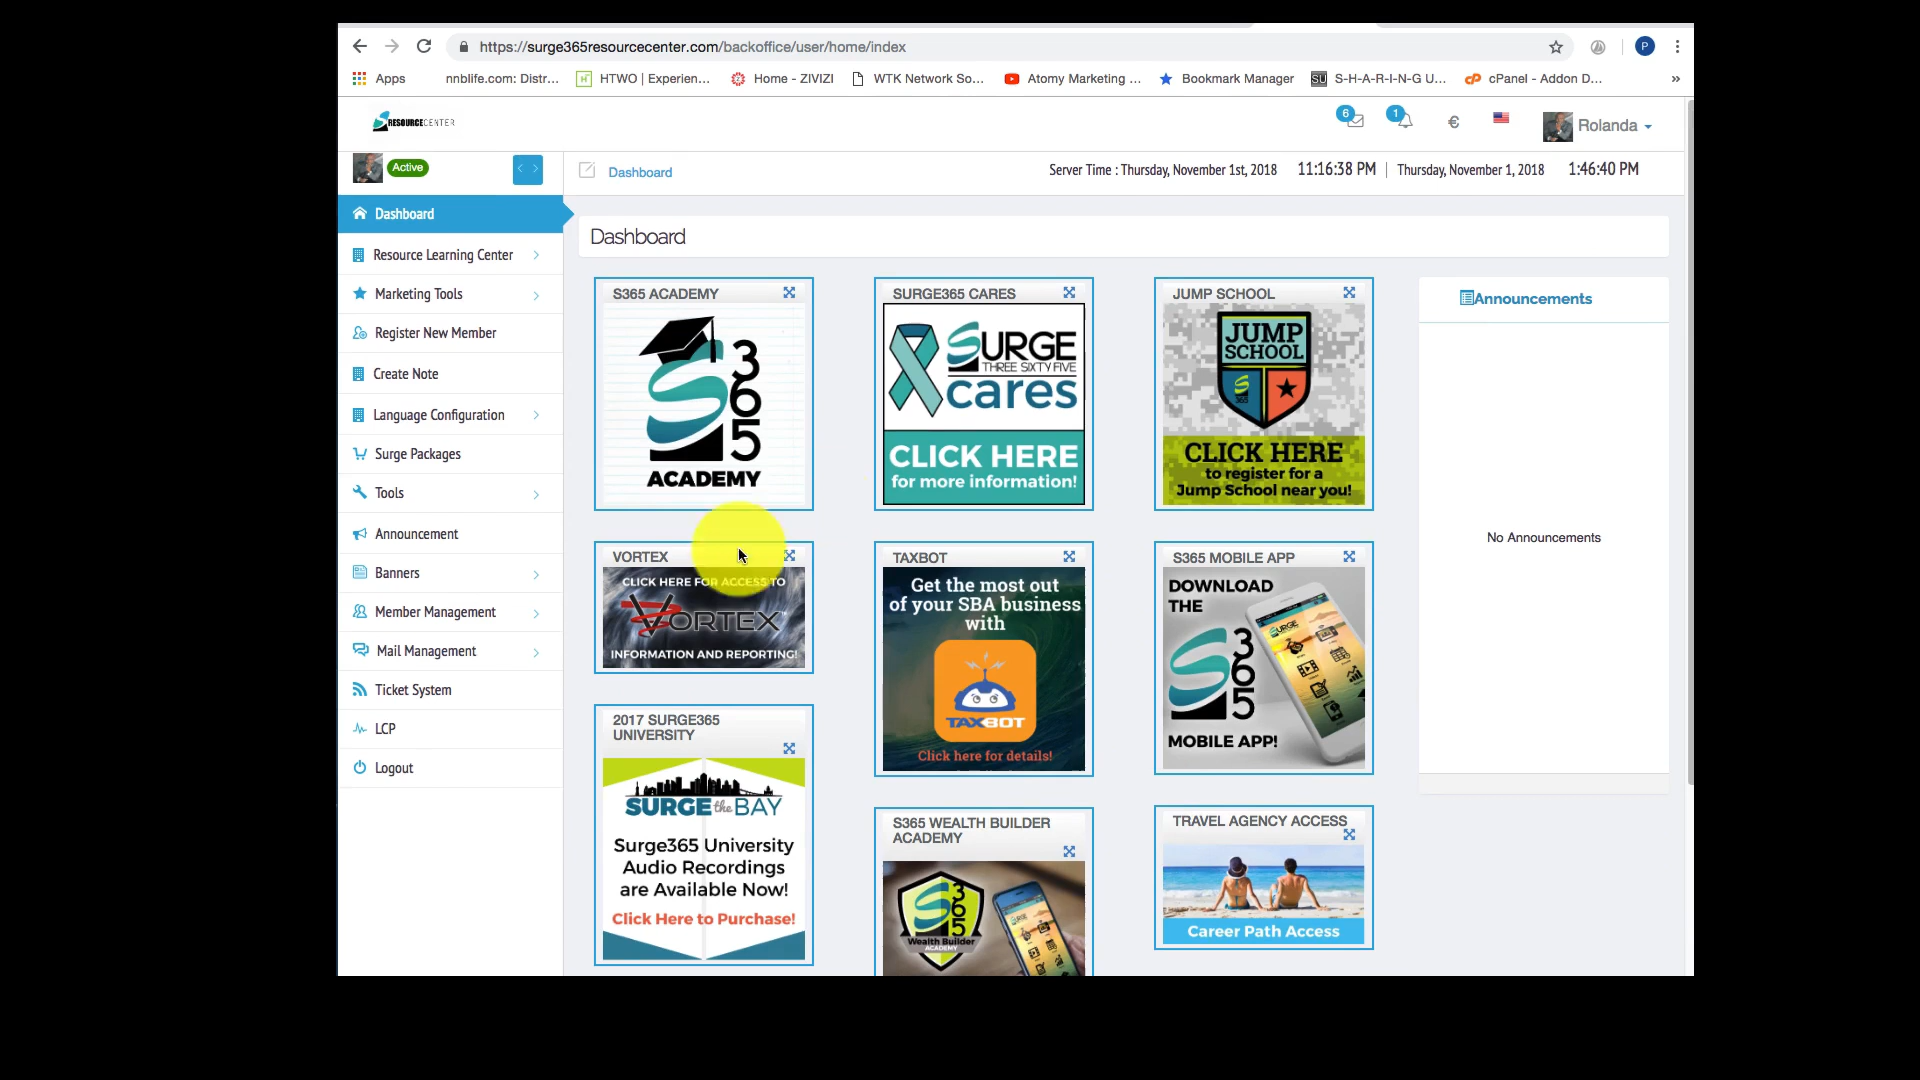 https://surge365resourcecenter.com/backoffice/user/home/index
P
Apps
nnblife.com: Distr...
HTWO | Experien...
Home - ZIVIZI
WTK Network So...
Atomy Marketing ...
Bookmark Manager
SU S-H-A-R-I-N-G U...
cPanel - Addon D...
»
RESOURCECENTER
6
1
€
Rolanda
Active
Dashboard
Server Time : Thursday, November 1st, 2018
11:16:38 PM
Thursday, November 1, 2018
1:46:40 PM
Dashboard
Resource Learning Center
Marketing Tools
Register New Member
Create Note
Language Configuration
Surge Packages
Tools
Announcement
Banners
Member Management
Mail Management
Ticket System
LCP
Logout
Dashboard
S365 ACADEMY
S365
ACADEMY
VORTEX
CLICK HERE FOR ACCESS TO
VORTEX
INFORMATION AND REPORTING!
2017 SURGE365
UNIVERSITY
SURGE the BAY
Surge365 University
Audio Recordings
are Available Now!
Click Here to Purchase!
SURGE365 CARES
SURGE
THREE SIXTY FIVE
cares
CLICK HERE
for more information!
TAXBOT
Get the most out
of your SBA business
with
TAXBOT
Click here for details!
S365 WEALTH BUILDER
ACADEMY
S365
Wealth Builder
ACADEMY
JUMP SCHOOL
JUMP
SCHOOL
S
365
CLICK HERE
to register for a
Jump School near you!
S365 MOBILE APP
DOWNLOAD
THE
S365
MOBILE APP!
TRAVEL AGENCY ACCESS
Career Path Access
Announcements
No Announcements